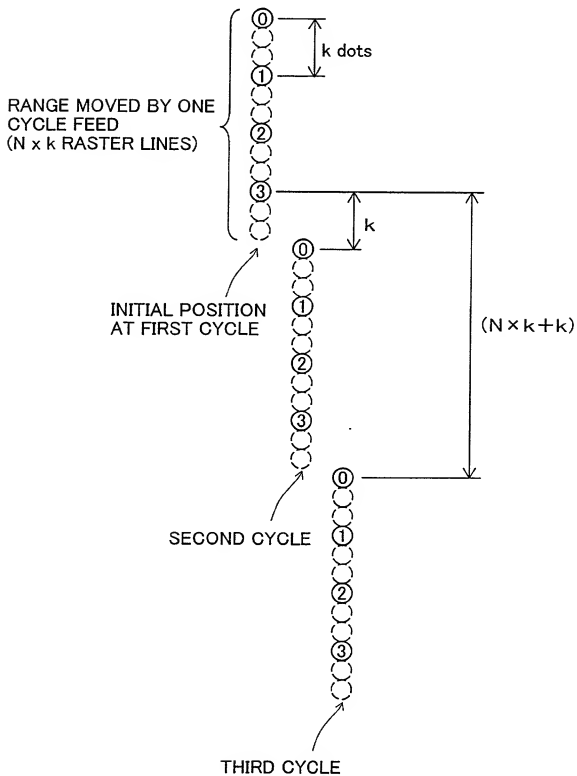 0
k dots
1
RANGE MOVED BY ONE
CYCLE FEED
(N x k RASTER LINES)
2
3
k
0
INITIAL POSITION
AT FIRST CYCLE
1
(N×k+k)
2
3
0
SECOND CYCLE
1
2
3
THIRD CYCLE